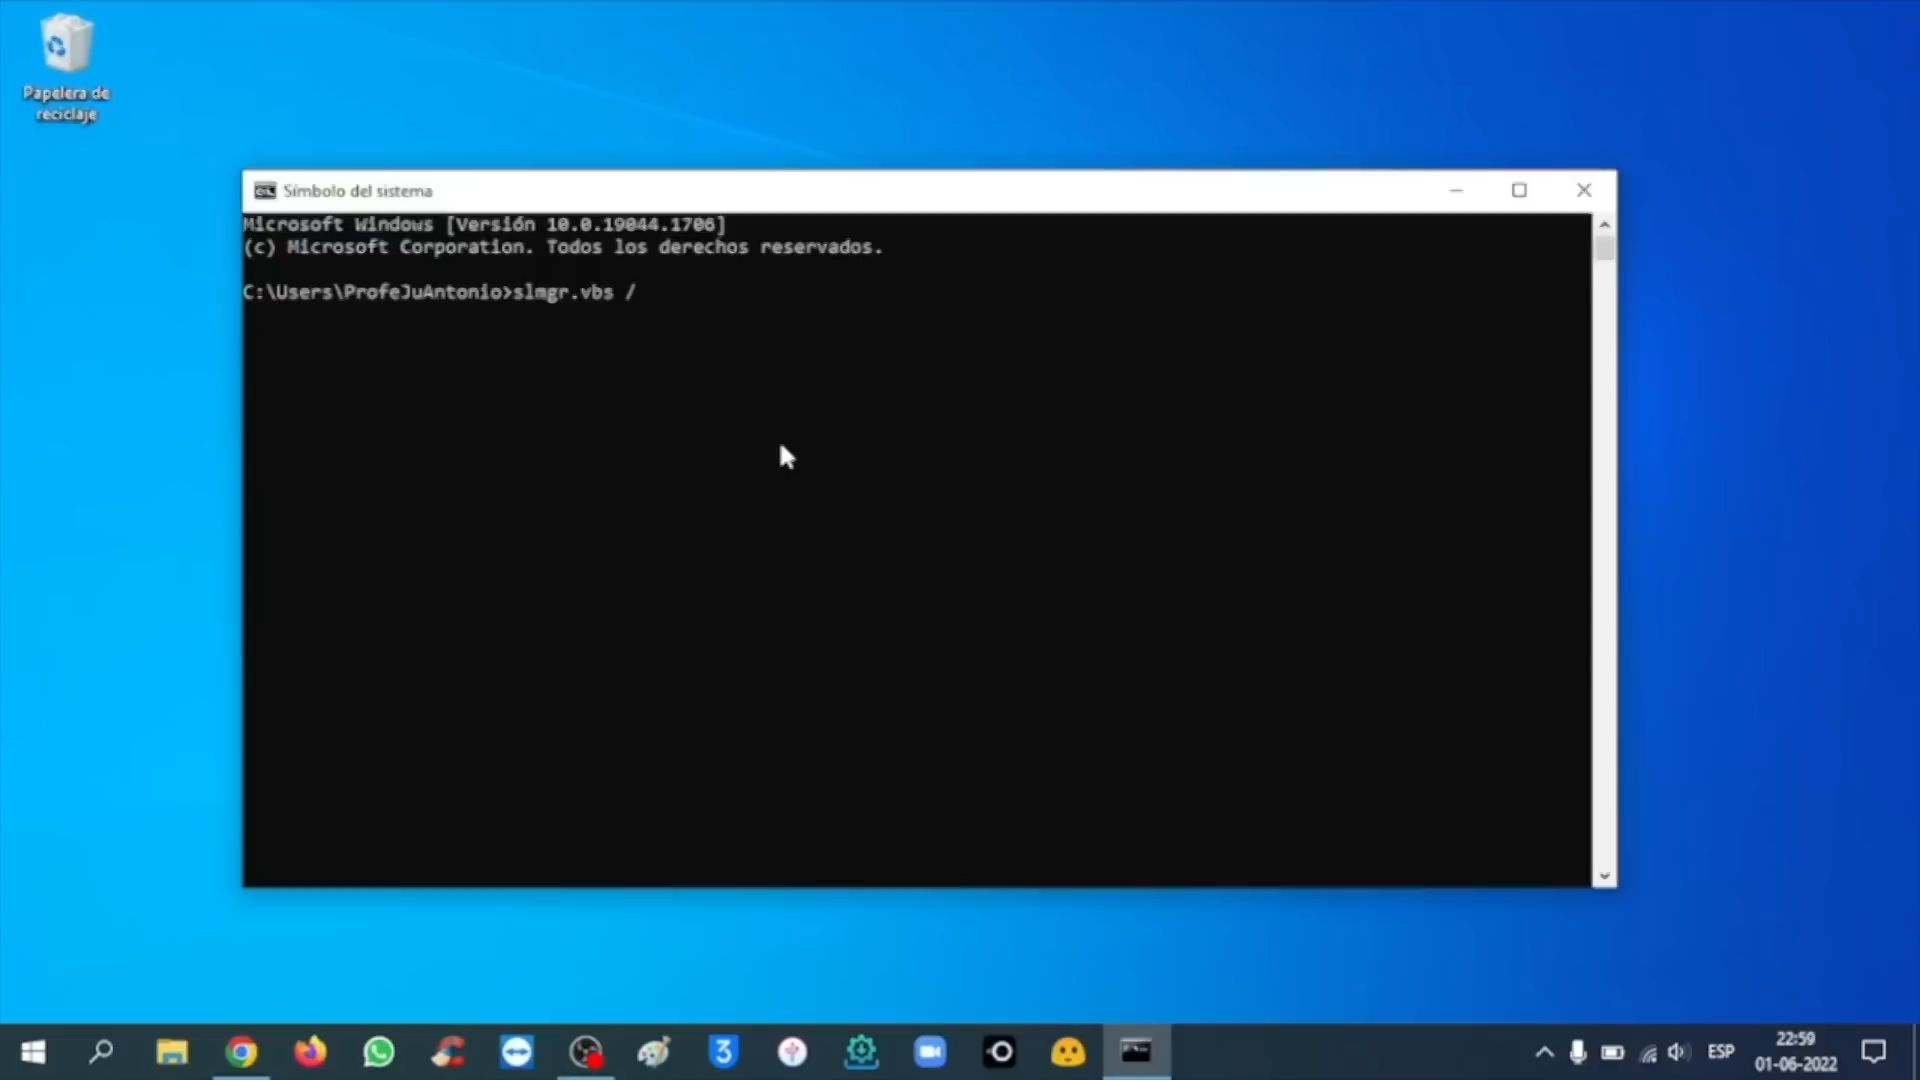 Papelera de
reciclaje
Símbolo del sistema
Microsoft Windows [Versión 10.0.19044.1706]
(c) Microsoft Corporation. Todos los derechos reservados.
C:\Users\ProfeJuAntonio>slmgr.vbs /
3
ESP
22:59
01-06-2022